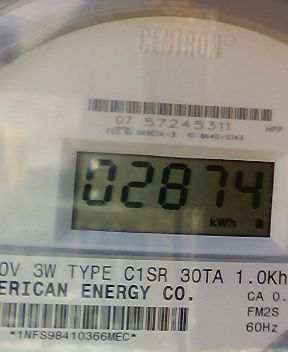 CENTRON®
07 57245311
HPP
02874
kWh
0V 3W TYPE C1SR 30TA 1.0Kh
ERICAN ENERGY CO.
CA 0.
FM2S
60Hz
*1NFS98410366MEC*